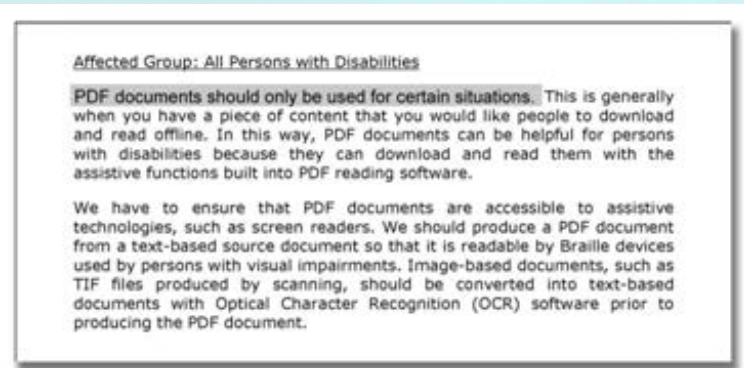 Affected Group: All Persons with Disabilities
PDF documents should only be used for certain situations. This is generally
when you have a piece of content that you would like people to download
and read offline. In this way, PDF documents can be helpful for persons
with disabilities because they can download and read them with the
assistive functions built into PDF reading software.
We have to ensure that PDF documents are accessible to assistive
technologies, such as screen readers. We should produce a PDF document
from a text-based source document so that it is readable by Braille devices
used by persons with visual impairments. Image-based documents, such as
TIF files produced by scanning, should be converted into text-based
documents with Optical Character Recognition (OCR) software prior to
producing the PDF document.